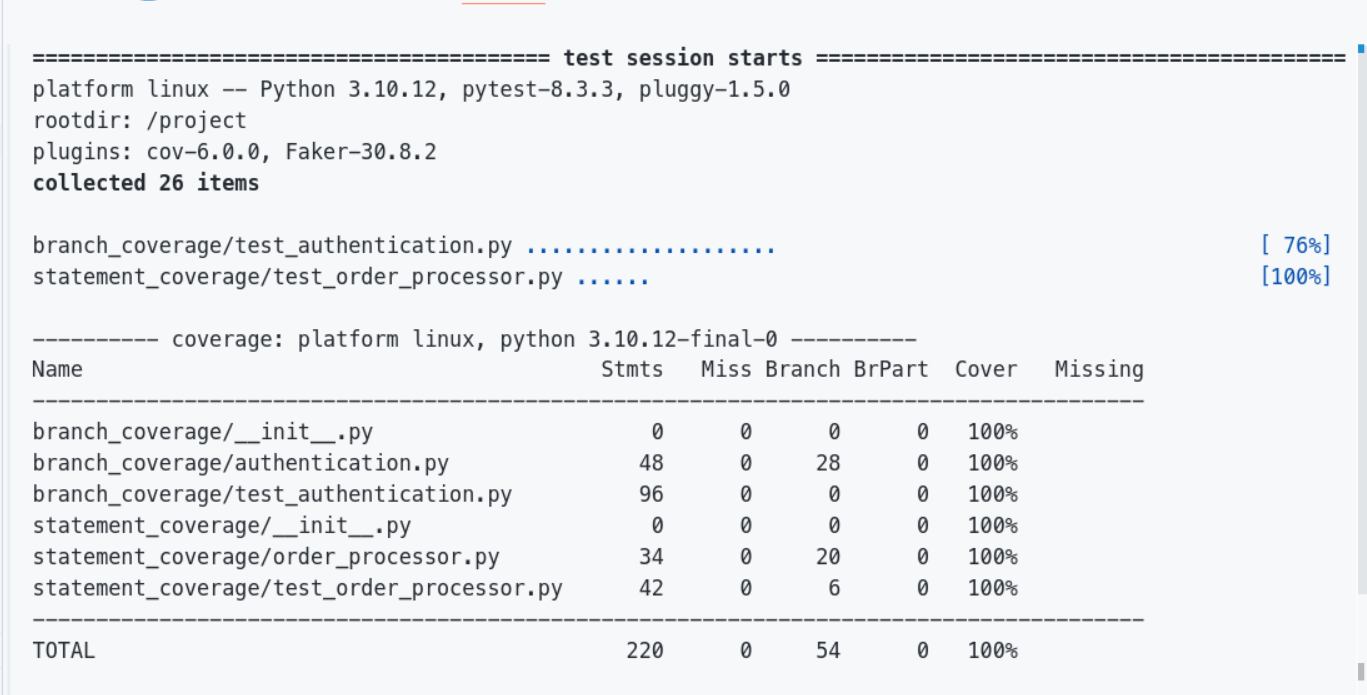 ========================================= test session starts ==========================================
platform linux -- Python 3.10.12, pytest-8.3.3, pluggy-1.5.0
rootdir: /project
plugins: cov-6.0.0, Faker-30.8.2
collected 26 items
branch_coverage/test_authentication.py .................... [ 76%]
statement_coverage/test_order_processor.py ...... [100%]
---------- coverage: platform linux, python 3.10.12-final-0 ----------
Name Stmts Miss Branch BrPart Cover Missing
----------------------------------------------------------------------------------------
branch_coverage/__init__.py 0 0 0 0 100%
branch_coverage/authentication.py 48 0 28 0 100%
branch_coverage/test_authentication.py 96 0 0 0 100%
statement_coverage/__init__.py 0 0 0 0 100%
statement_coverage/order_processor.py 34 0 20 0 100%
statement_coverage/test_order_processor.py 42 0 6 0 100%
----------------------------------------------------------------------------------------
TOTAL 220 0 54 0 100%